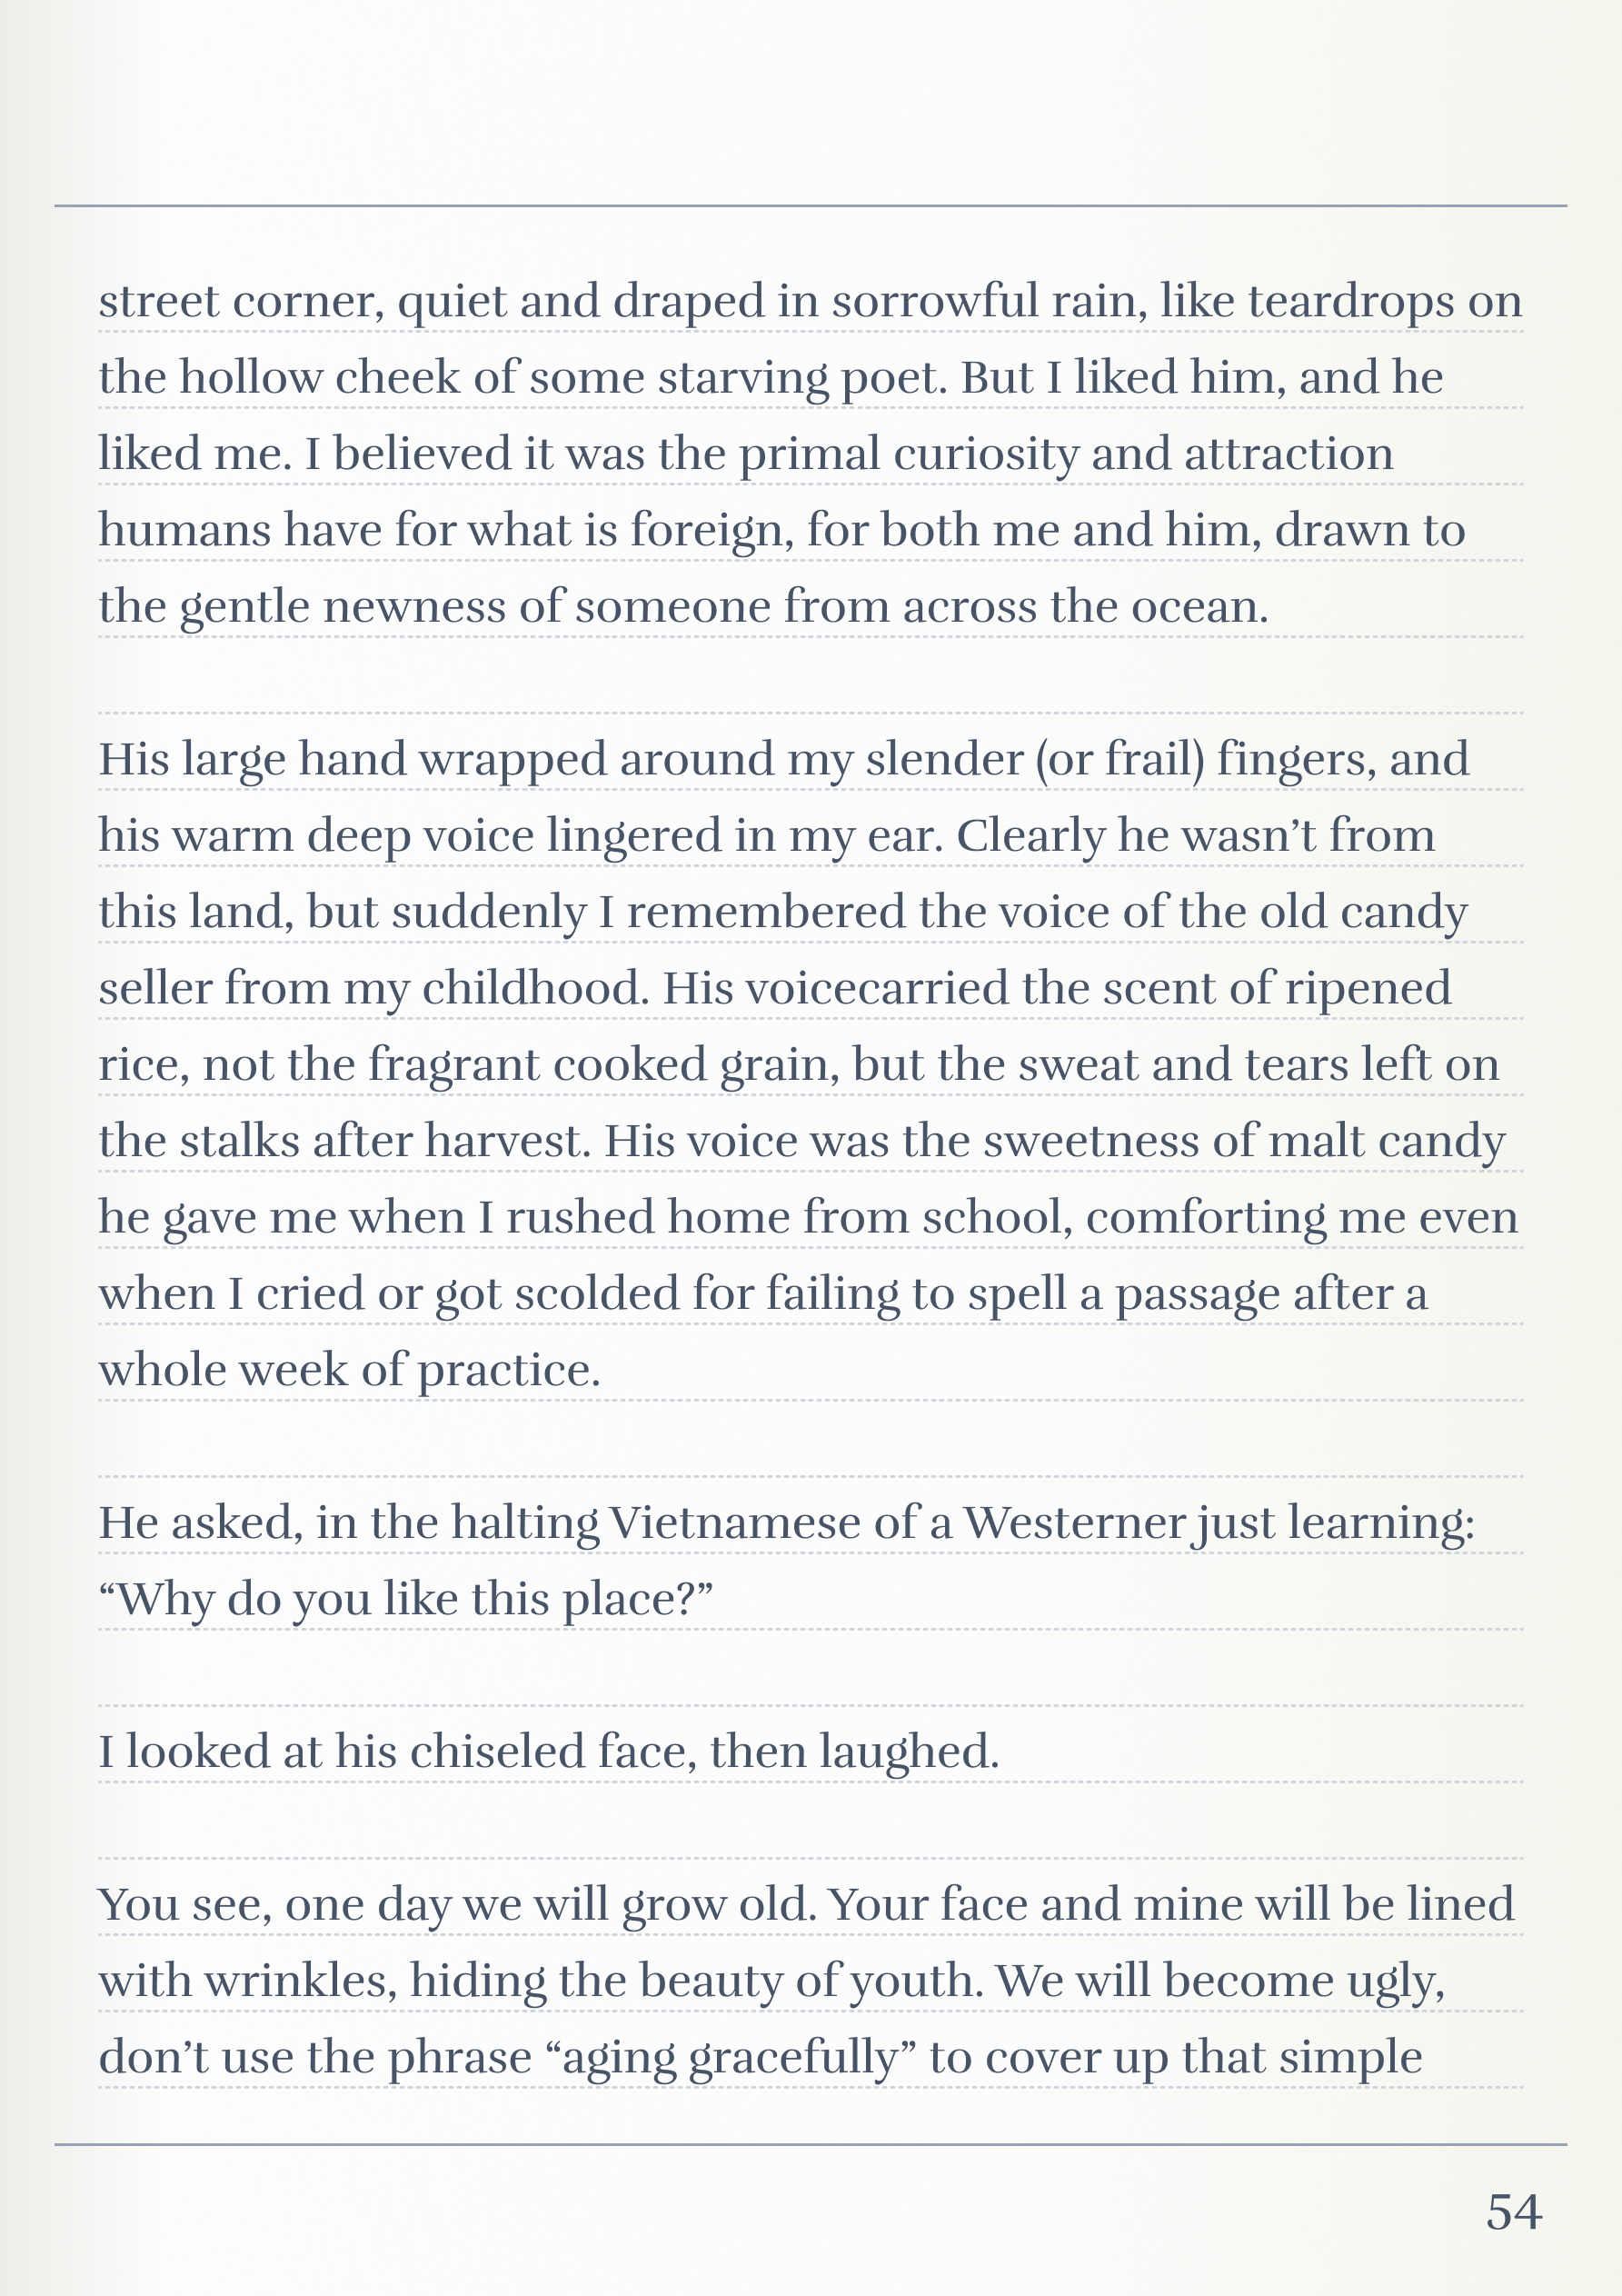 street corner, quiet and draped in sorrowful rain, like teardrops on
the hollow cheek of some starving poet. But I liked him, and he
liked me. I believed it was the primal curiosity and attraction
humans have for what is foreign, for both me and him, drawn to
the gentle newness of someone from across the ocean.
His large hand wrapped around my slender (or frail) fingers, and
his warm deep voice lingered in my ear. Clearly he wasn’t from
this land, but suddenly I remembered the voice of the old candy
seller from my childhood. His voicecarried the scent of ripened
rice, not the fragrant cooked grain, but the sweat and tears left on
the stalks after harvest. His voice was the sweetness of malt candy
he gave me when I rushed home from school, comforting me even
when I cried or got scolded for failing to spell a passage after a
whole week of practice.
He asked, in the halting Vietnamese of a Westerner just learning:
“Why do you like this place?”
I looked at his chiseled face, then laughed.
You see, one day we will grow old. Your face and mine will be lined
with wrinkles, hiding the beauty of youth. We will become ugly,
don’t use the phrase “aging gracefully” to cover up that simple
54